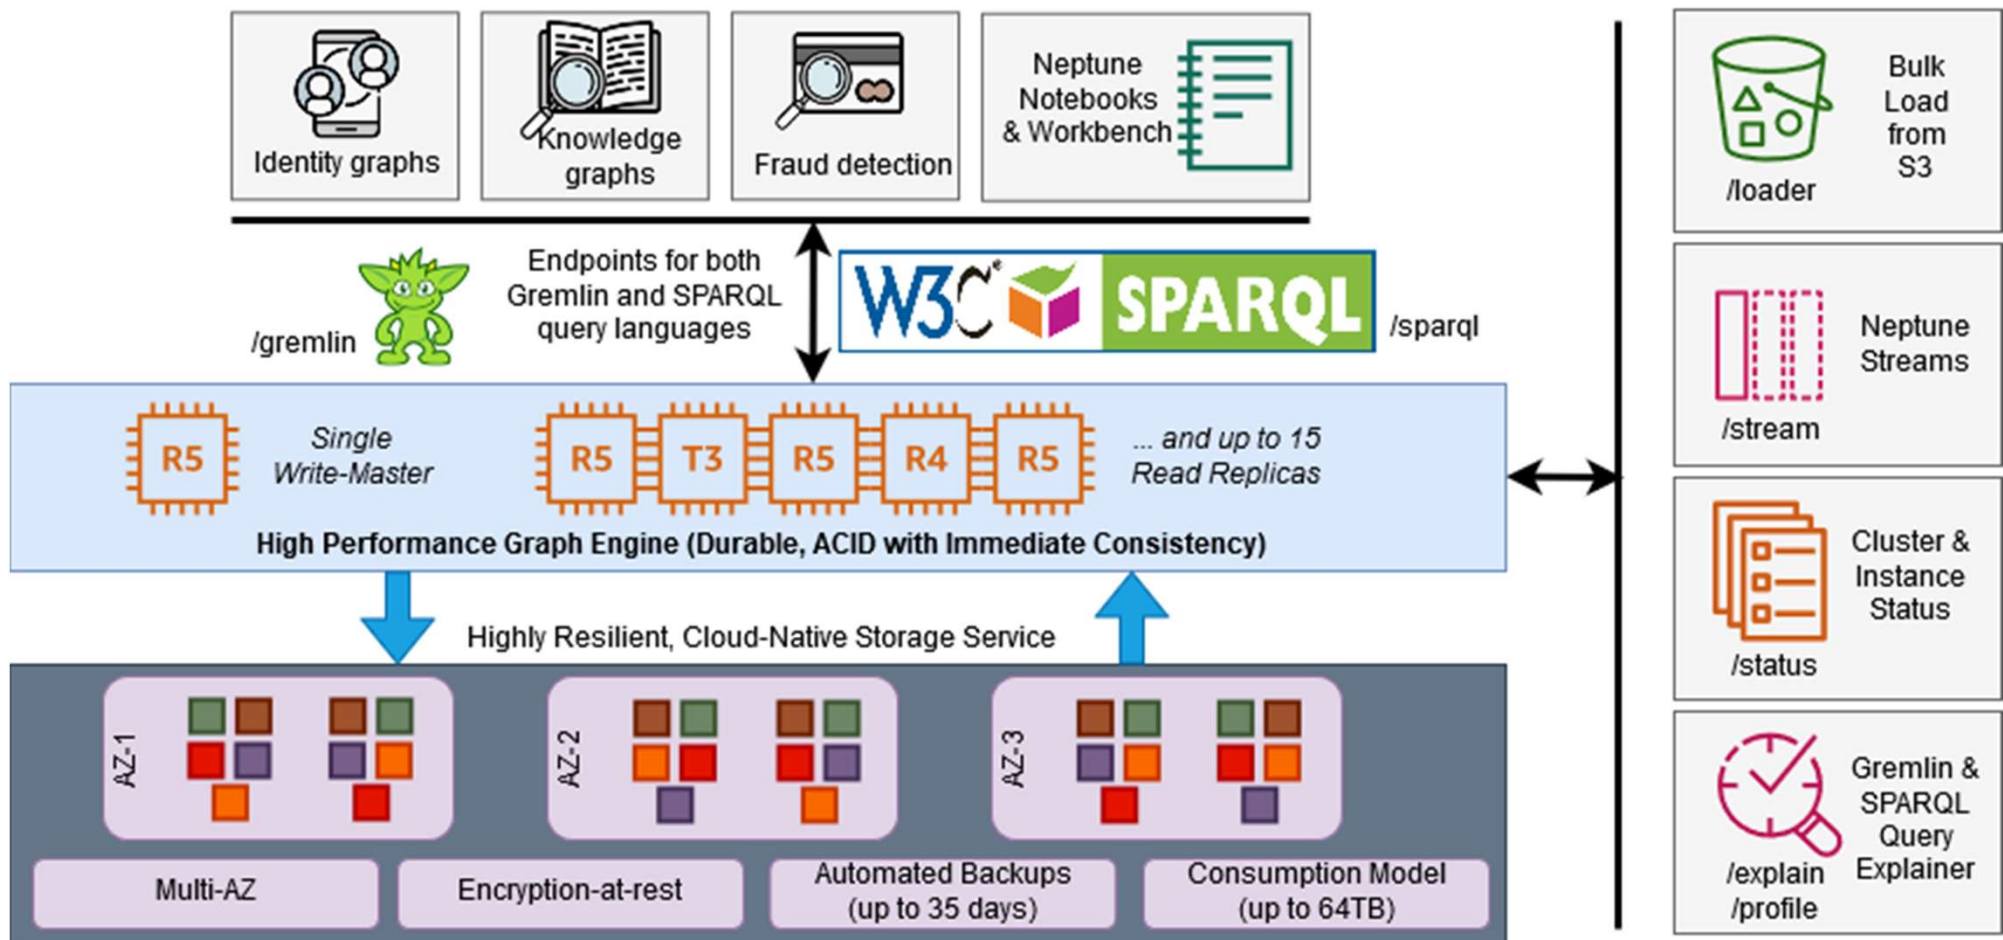 Identity graphs
Knowledge
graphs
Fraud detection
Neptune
Notebooks
& Workbench
/gremlin
Endpoints for both
Gremlin and SPARQL
query languages
W3C®
SPARQL
/sparql
R5
Single
Write-Master
R5
T3
R5
R4
R5
... and up to 15
Read Replicas
High Performance Graph Engine (Durable, ACID with Immediate Consistency)
Highly Resilient, Cloud-Native Storage Service
AZ-1
AZ-2
AZ-3
Multi-AZ
Encryption-at-rest
Automated Backups
(up to 35 days)
Consumption Model
(up to 64TB)
Bulk
Load
from
S3
/loader
Neptune
Streams
/stream
Cluster &
Instance
Status
/status
Gremlin &
SPARQL
Query
Explainer
/explain
/profile